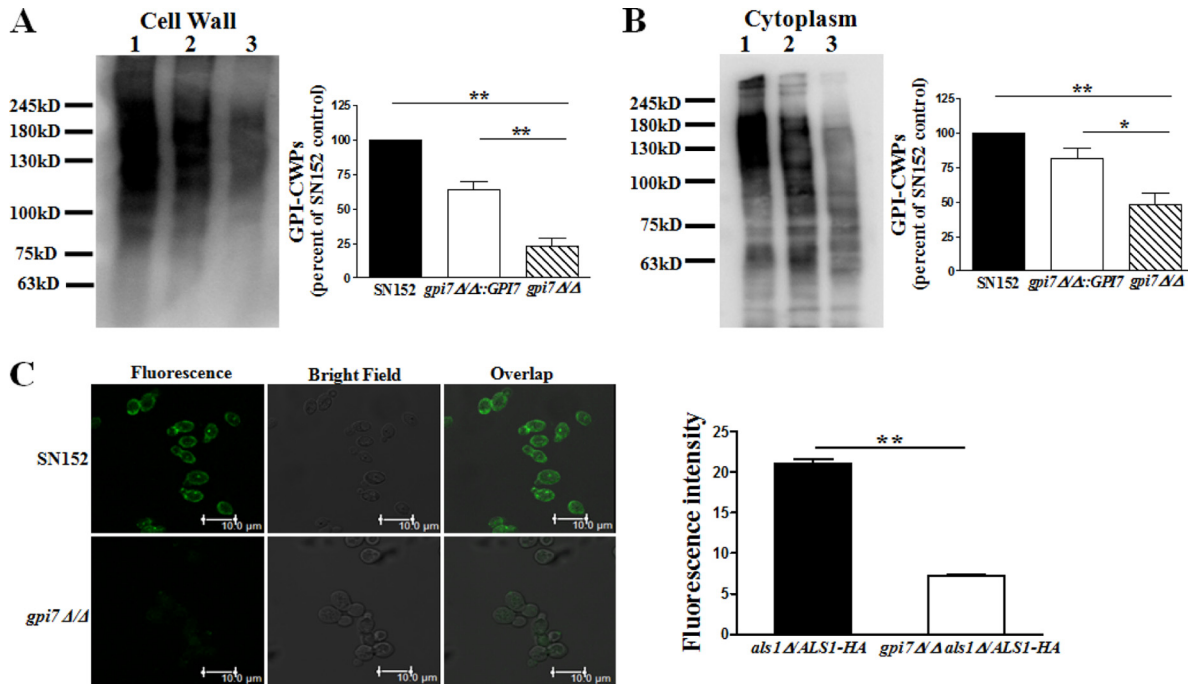 A
Cell Wall
1 2 3
245kD
180kD
130kD
100kD
75kD
63kD
GPI-CWPs
(percent of SN152 control)
125
100
75
50
25
0
**
**
SN152 gpi7Δ/Δ::GPI7 gpi7Δ/Δ
B
Cytoplasm
1 2 3
245kD
180kD
130kD
100kD
75kD
63kD
GPI-CWPs
(percent of SN152 control)
125
100
75
50
25
0
**
*
SN152 gpi7Δ/Δ::GPI7 gpi7Δ/Δ
C
Fluorescence Bright Field Overlap
SN152
10.0 µm 10.0 µm 10.0 µm
gpi7 Δ/Δ
10.0 µm 10.0 µm 10.0 µm
Fluorescence intensity
25
20
15
10
5
0
**
als1Δ/ALS1-HA gpi7Δ/Δ als1Δ/ALS1-HA